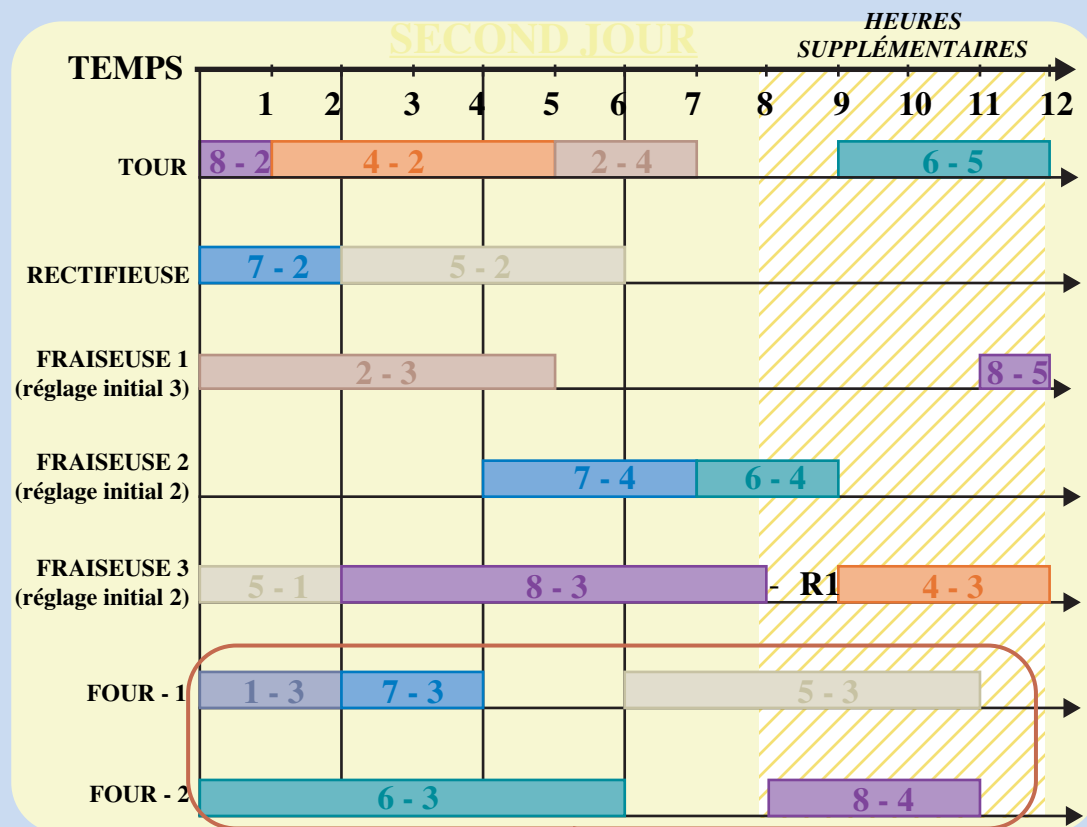 SECOND JOUR
HEURES
SUPPLÉMENTAIRES
TEMPS
1 2 3 4 5 6 7 8 9 10 11 12
TOUR
8 - 2 4 - 2 2 - 4 6 - 5
RECTIFIEUSE
7 - 2 5 - 2
FRAISEUSE 1
(réglage initial 3)
2 - 3 8 - 5
FRAISEUSE 2
(réglage initial 2)
7 - 4 6 - 4
FRAISEUSE 3
(réglage initial 2)
5 - 1 8 - 3 - R1 4 - 3
FOUR - 1
1 - 3 7 - 3 5 - 3
FOUR - 2
6 - 3 8 - 4